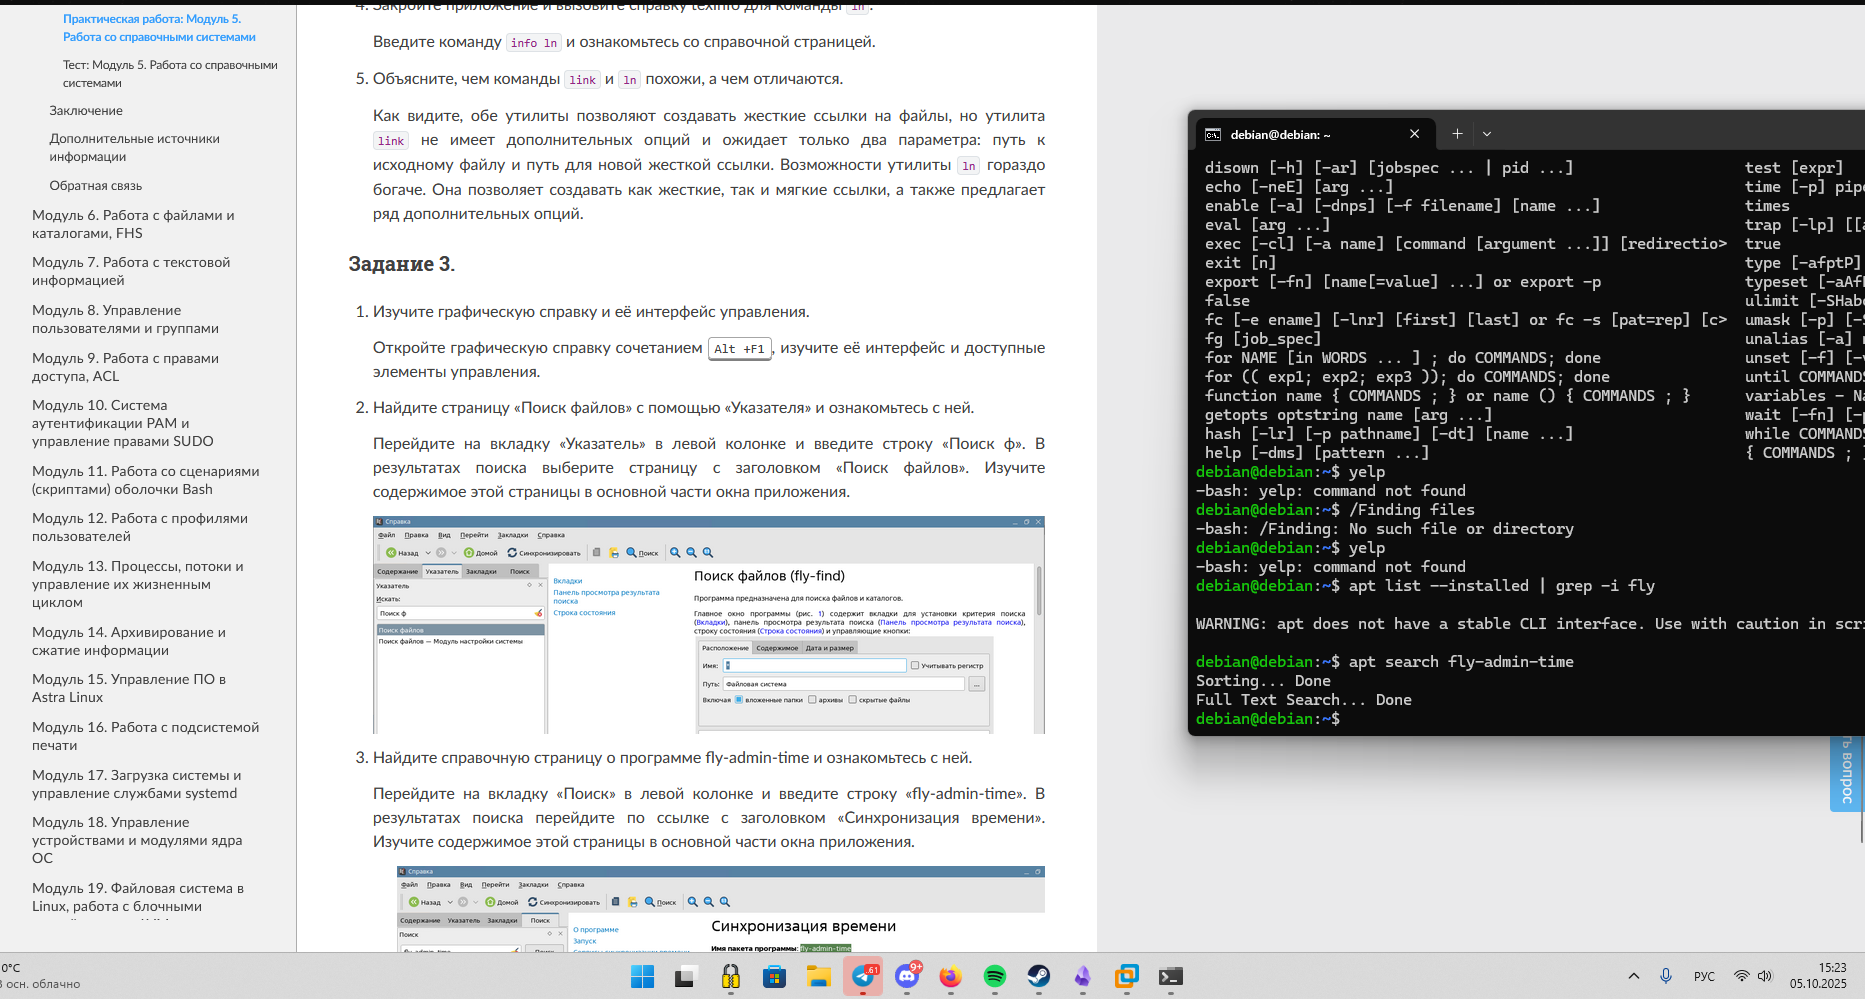 Практическая работа: Модуль 5.
Работа со справочными системами
Тест: Модуль 5. Работа со справочными
системами
Заключение
Дополнительные источники
информации
Обратная связь
Модуль 6. Работа с файлами и
каталогами, FHS
Модуль 7. Работа с текстовой
информацией
Модуль 8. Управление
пользователями и группами
Модуль 9. Работа с правами
доступа, ACL
Модуль 10. Система
аутентификации PAM и
управление правами SUDO
Модуль 11. Работа со сценариями
(скриптами) оболочки Bash
Модуль 12. Работа с профилями
пользователей
Модуль 13. Процессы, потоки и
управление их жизненным
циклом
Модуль 14. Архивирование и
сжатие информации
Модуль 15. Управление ПО в
Astra Linux
Модуль 16. Работа с подсистемой
печати
Модуль 17. Загрузка системы и
управление службами systemd
Модуль 18. Управление
устройствами и модулями ядра
ОС
Модуль 19. Файловая система в
Linux, работа с блочными
4. Закройте приложение и вызовите справку texinfo для команды ln.
Введите команду info ln и ознакомьтесь со справочной страницей.
5. Объясните, чем команды link и ln похожи, а чем отличаются.
Как видите, обе утилиты позволяют создавать жесткие ссылки на файлы, но утилита
link не имеет дополнительных опций и ожидает только два параметра: путь к
исходному файлу и путь для новой жесткой ссылки. Возможности утилиты ln гораздо
богаче. Она позволяет создавать как жесткие, так и мягкие ссылки, а также предлагает
ряд дополнительных опций.
Задание 3.
1. Изучите графическую справку и её интерфейс управления.
Откройте графическую справку сочетанием Alt +F1, изучите её интерфейс и доступные
элементы управления.
2. Найдите страницу «Поиск файлов» с помощью «Указателя» и ознакомьтесь с ней.
Перейдите на вкладку «Указатель» в левой колонке и введите строку «Поиск ф». В
результатах поиска выберите страницу с заголовком «Поиск файлов». Изучите
содержимое этой страницы в основной части окна приложения.
Справка
Файл Правка Вид Перейти Закладки Справка
Назад Домой Синхронизировать Поиск
Содержание Указатель Закладки Поиск
Указатель
Искать:
Поиск ф
Поиск файлов
Поиск файлов — Модуль настройки системы
Вкладки
Панель просмотра результата
поиска
Строка состояния
Поиск файлов (fly-find)
Программа предназначена для поиска файлов и каталогов.
Главное окно программы (рис. 1) содержит вкладки для установки критерия поиска
(Вкладки), панель просмотра результата поиска (Панель просмотра результата поиска),
строку состояния (Строка состояния) и управляющие кнопки:
Расположение Содержимое Дата и размер
Имя: * Учитывать регистр
Путь: Файловая система ...
Включая вложенные папки архивы скрытые файлы
3. Найдите справочную страницу о программе fly-admin-time и ознакомьтесь с ней.
Перейдите на вкладку «Поиск» в левой колонке и введите строку «fly-admin-time». В
результатах поиска перейдите по ссылке с заголовком «Синхронизация времени».
Изучите содержимое этой страницы в основной части окна приложения.
Справка
Файл Правка Вид Перейти Закладки Справка
Назад Домой Синхронизировать Поиск
Содержание Указатель Закладки Поиск
Поиск
О программе
Запуск
Синхронизация времени
Имя пакета программы: fly-admin-time
debian@debian: ~
disown [-h] [-ar] [jobspec ... | pid ...] test [expr]
echo [-neE] [arg ...] time [-p] pipe
enable [-a] [-dnps] [-f filename] [name ...] times
eval [arg ...] trap [-lp] [[a
exec [-cl] [-a name] [command [argument ...]] [redirectio> true
exit [n] type [-afptP]
export [-fn] [name[=value] ...] or export -p typeset [-aAf
false ulimit [-SHabc
fc [-e ename] [-lnr] [first] [last] or fc -s [pat=rep] [c> umask [-p] [-S
fg [job_spec] unalias [-a] n
for NAME [in WORDS ... ] ; do COMMANDS; done unset [-f] [-v
for (( exp1; exp2; exp3 )); do COMMANDS; done until COMMANDS
function name { COMMANDS ; } or name () { COMMANDS ; } variables - Na
getopts optstring name [arg ...] wait [-fn] [-p
hash [-lr] [-p pathname] [-dt] [name ...] while COMMANDS
help [-dms] [pattern ...] { COMMANDS ; }
debian@debian:~$ yelp
-bash: yelp: command not found
debian@debian:~$ /Finding files
-bash: /Finding: No such file or directory
debian@debian:~$ yelp
-bash: yelp: command not found
debian@debian:~$ apt list --installed | grep -i fly
WARNING: apt does not have a stable CLI interface. Use with caution in scri
debian@debian:~$ apt search fly-admin-time
Sorting... Done
Full Text Search... Done
debian@debian:~$
ть вопрос
0°C
В осн. облачно
61
9+
РУС
15:23
05.10.2025